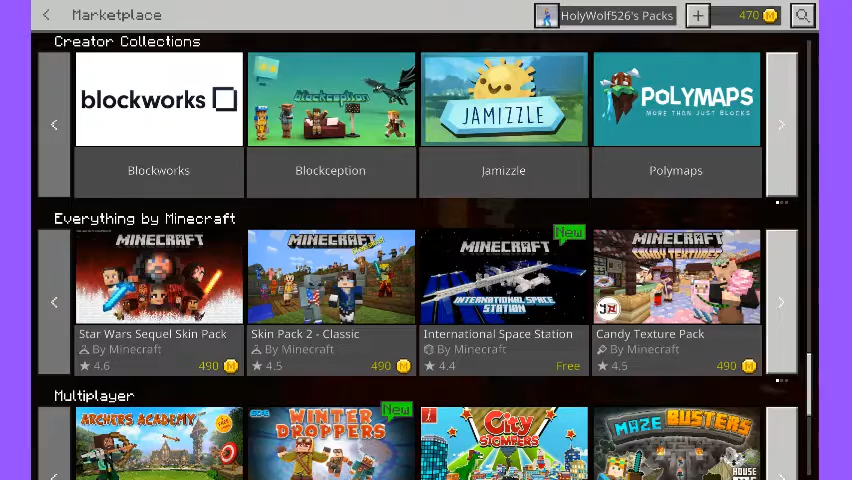 Marketplace
HolyWolf526's Packs
470
Creator Collections
blockworks
blockception
JAMIZZLE
POLYMAPS
MORE THAN JUST BLOCKS
Blockworks
Blockception
Jamizzle
Polymaps
Everything by Minecraft
MINECRAFT
MINECRAFT
MINECRAFT
INTERNATIONAL SPACE
STATION
New
MINECRAFT
CANDY TEXTURES
Star Wars Sequel Skin Pack
By Minecraft
4.6
490
Skin Pack 2 - Classic
By Minecraft
4.5
490
International Space Station
By Minecraft
4.4
Free
Candy Texture Pack
By Minecraft
4.5
490
Multiplayer
ARCHERS ACADEMY
WINTER
DROPPERS
New
City
STOMPERS
MAZE BUSTERS
HOUSE